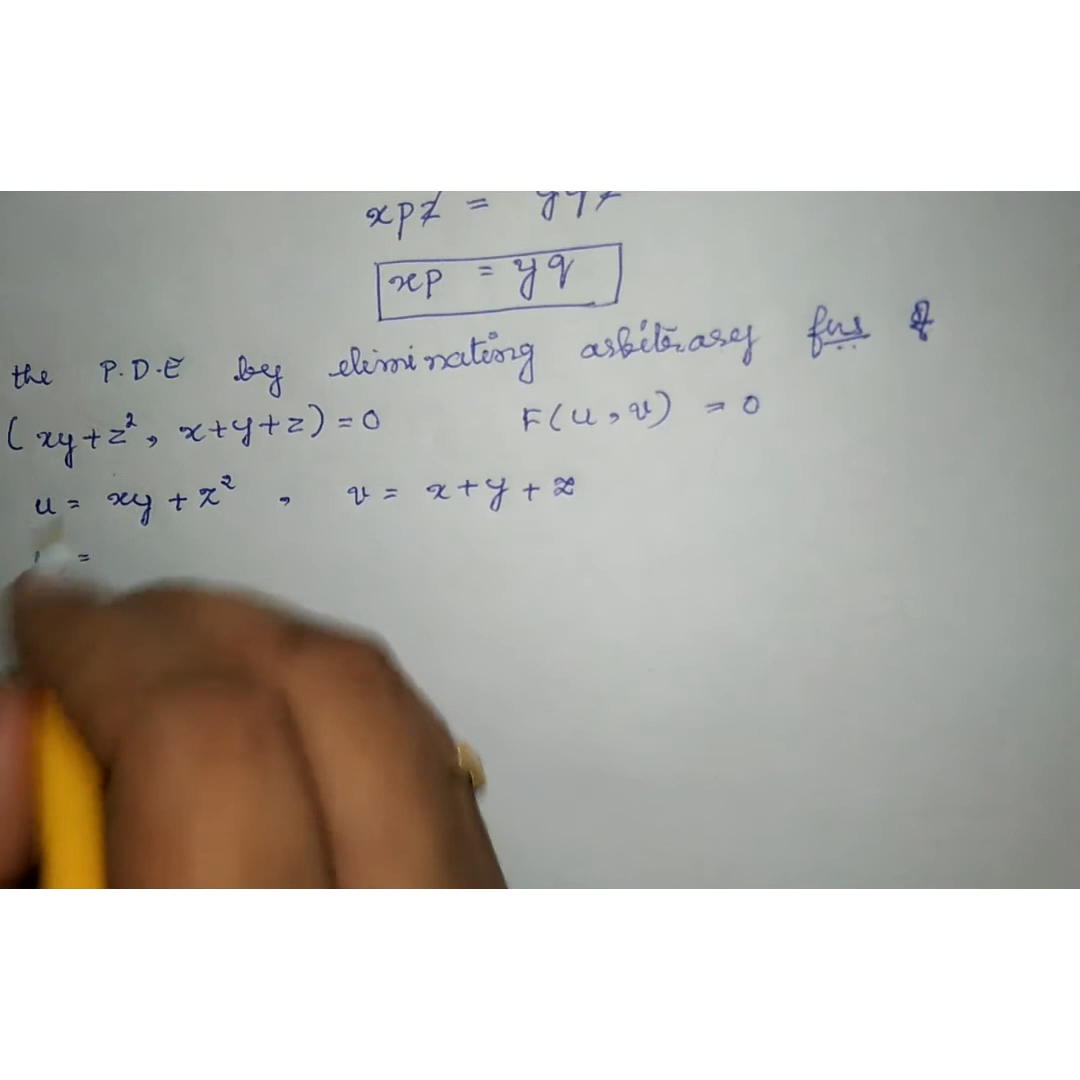 xpz = yqz
xp = yq
the P.D.E by eliminating arbitrary fns of
(xy+z², x+y+z)=0 F(u,v) = 0
u = xy + z², v = x+y+z
=